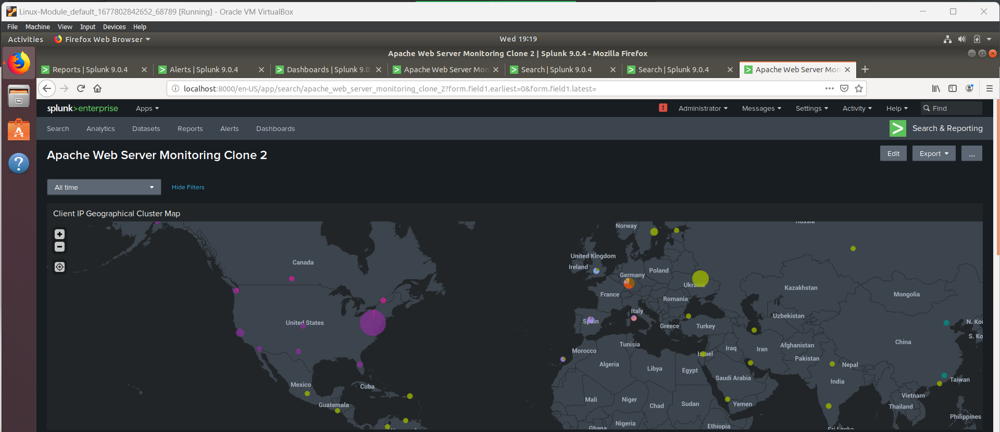 Linux-Module_default_1677802842652_68789 [Running] - Oracle VM VirtualBox
File Machine View Input Devices Help
Activities Firefox Web Browser Wed 19:19
Apache Web Server Monitoring Clone 2 | Splunk 9.0.4 - Mozilla Firefox
Reports | Splunk 9.0.4 Alerts | Splunk 9.0.4 Dashboards | Splunk 9.0. Apache Web Server Mon Search | Splunk 9.0.4 Search | Splunk 9.0.4 Apache Web Server Mon
localhost:8000/en-US/app/search/apache_web_server_monitoring_clone_2?form.field1.earliest=0&form.field1.latest=
splunk>enterprise Apps Administrator Messages Settings Activity Help Find
Search Analytics Datasets Reports Alerts Dashboards Search & Reporting
Apache Web Server Monitoring Clone 2 Edit Export ...
All time Hide Filters
Client IP Geographical Cluster Map
Russia
Norway
United Kingdom
Canada
Ireland
Poland
Germany
Ukraine
Kazakhstan
France
Mongolia
Romania
Italy
Uzbekistan
United States Spain N. Ko
Greece Turkey
S. Ko
China
Tunisia Afghanistan
Iraq Iran
Morocco
Israel
Pakistan
Algeria Nepal
Libya Egypt
Saudi Arabia
Taiwan
India
Mexico Cuba
Vietnam
Mali Niger
Guatemala Chad Sudan Yemen
Thailand
Philippines
Nigeria
Ethiopia
Ghana
Sri Lanka